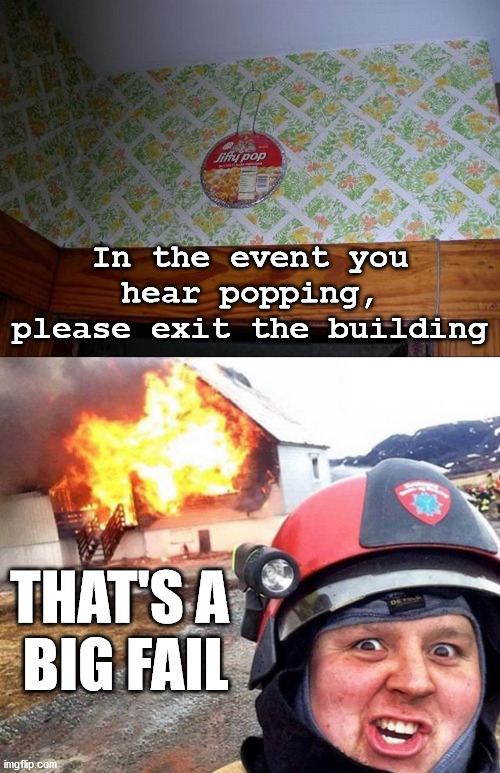 Jiffy pop
In the event you
hear popping,
please exit the building
THAT'S A
BIG FAIL
imgflip.com